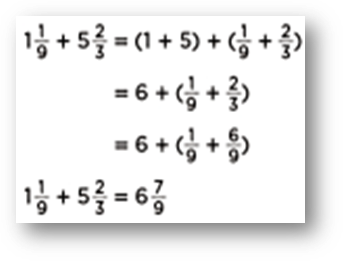 1 1/9 + 5 2/3 = (1 + 5) + (1/9 + 2/3)
= 6 + (1/9 + 2/3)
= 6 + (1/9 + 6/9)
1 1/9 + 5 2/3 = 6 7/9